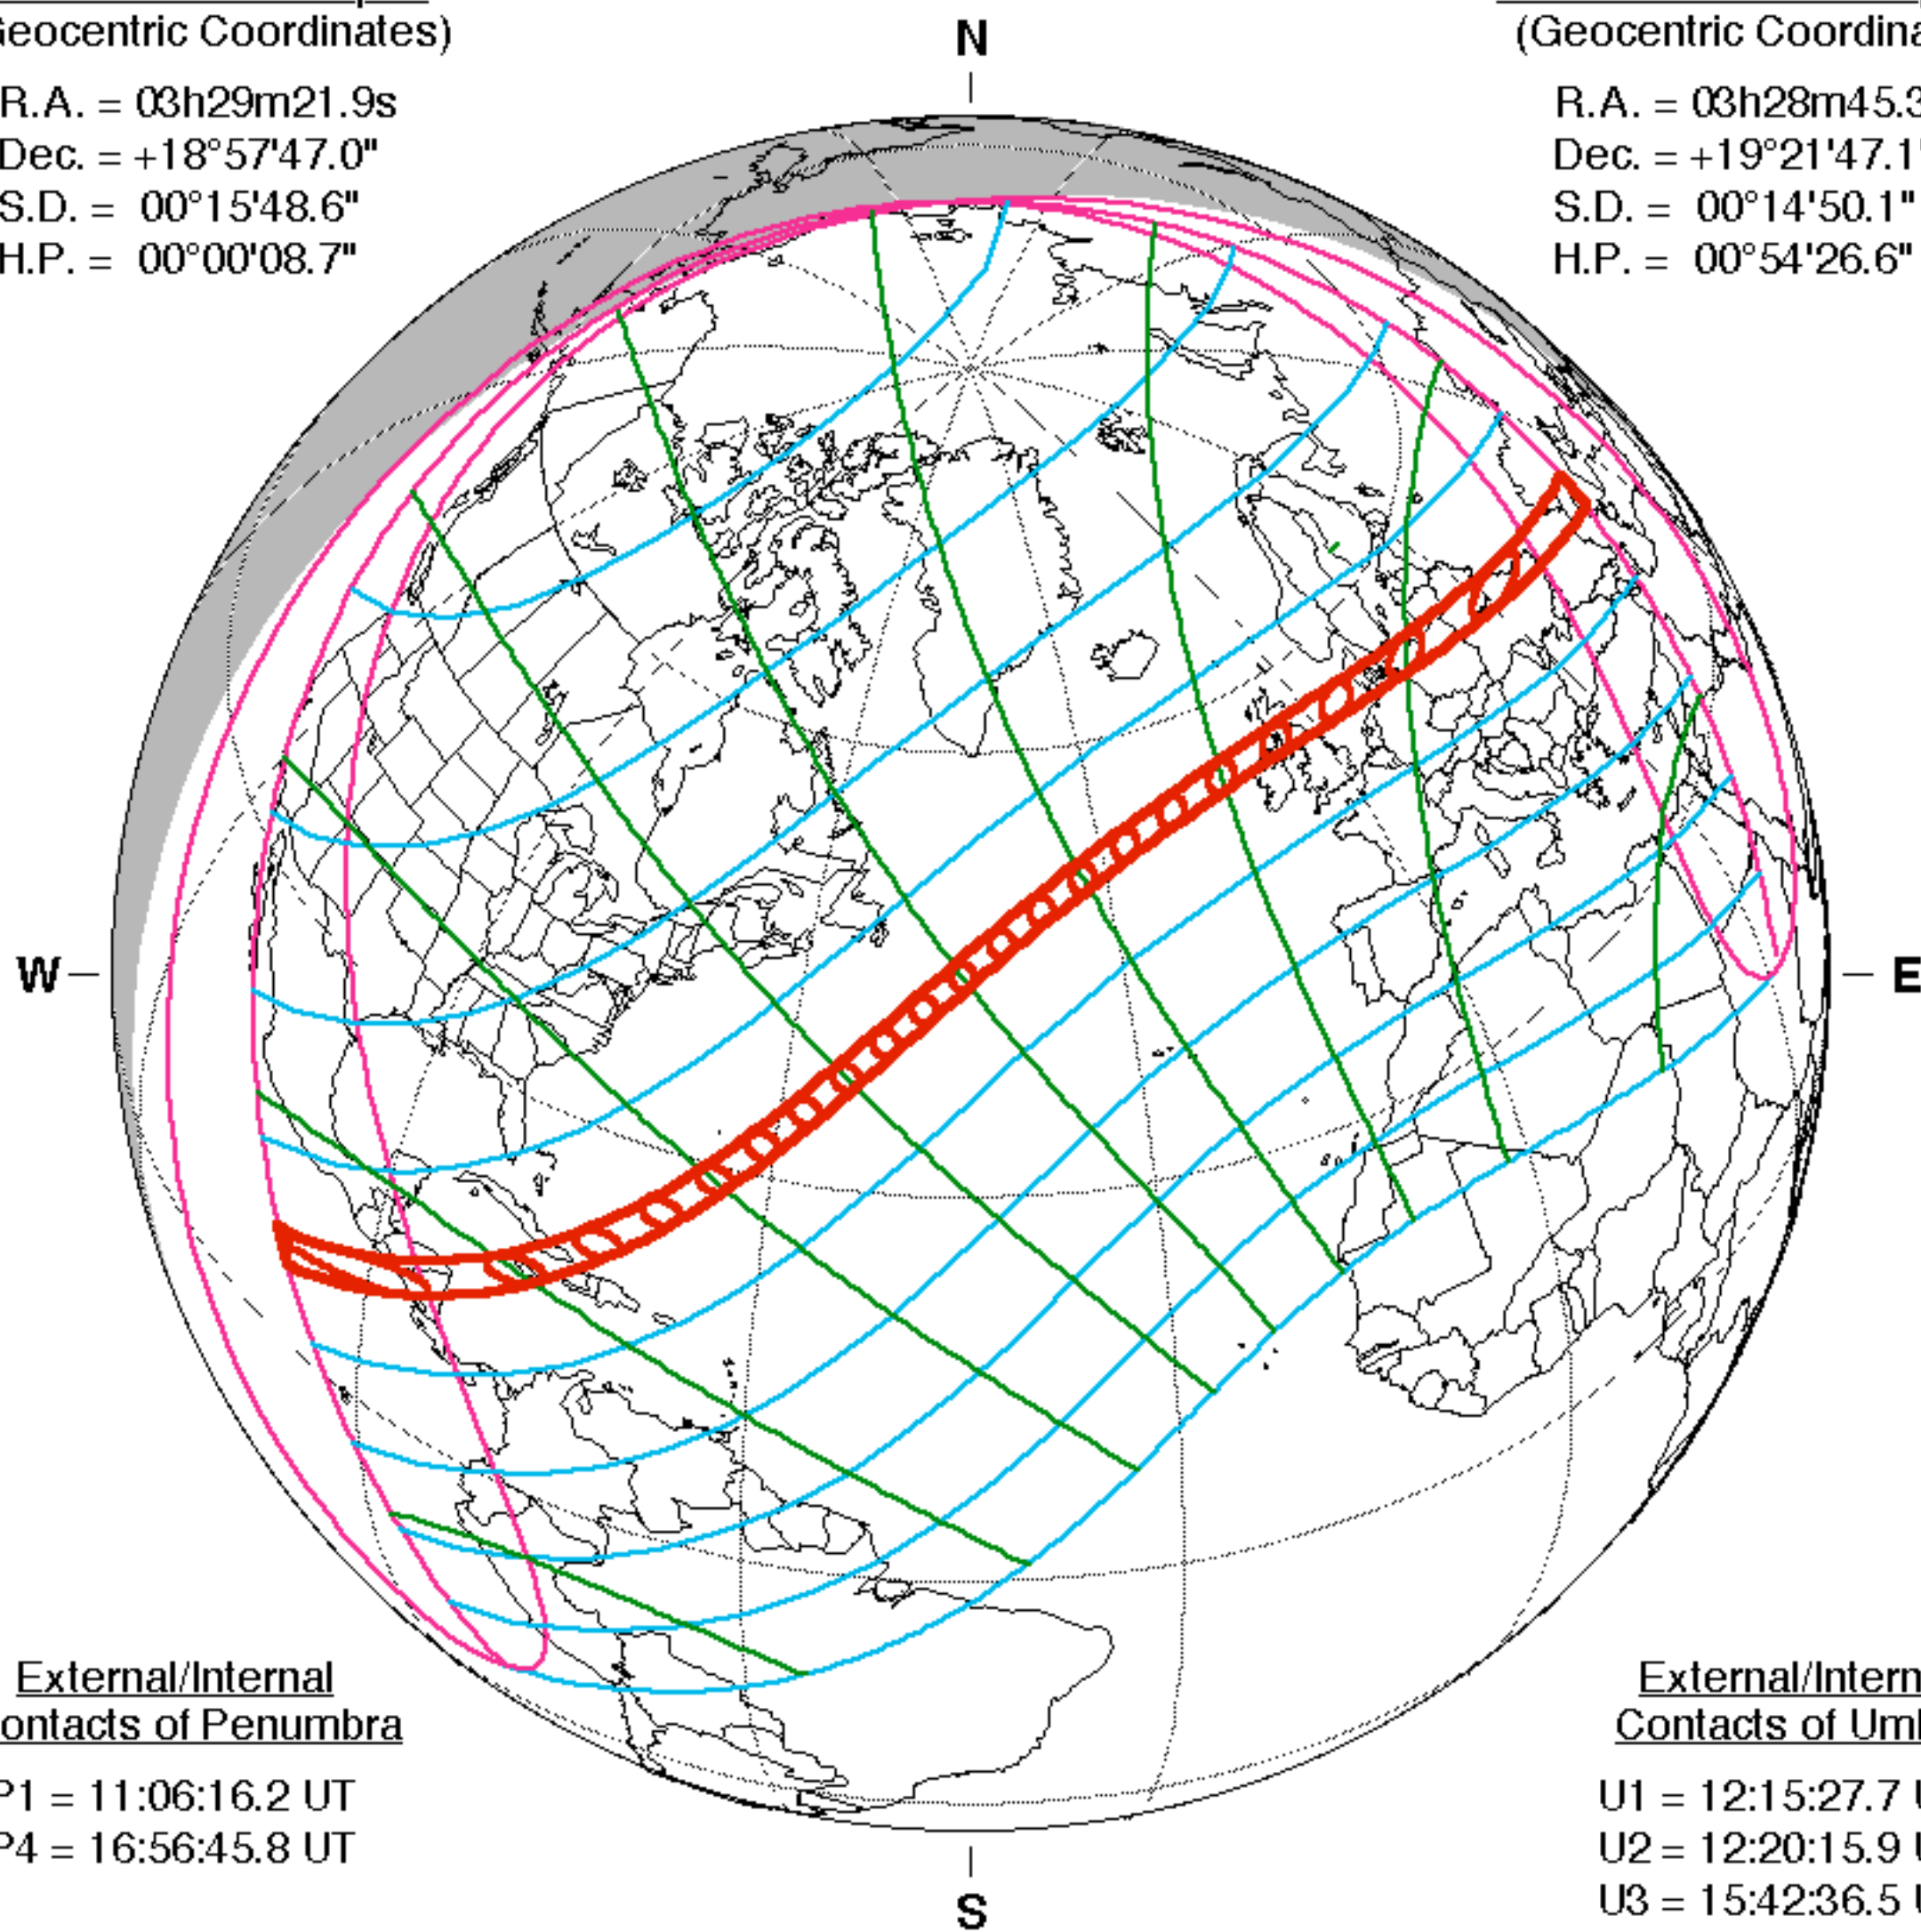 Geocentric Coordinates)
R.A. = 03h29m21.9s
Dec. = +18°57'47.0"
S.D. = 00°15'48.6"
H.P. = 00°00'08.7"
N
(Geocentric Coordina
R.A. = 03h28m45.3
Dec. = +19°21'47.1
S.D. = 00°14'50.1"
H.P. = 00°54'26.6"
W
E
External/Internal
ontacts of Penumbra
P1 = 11:06:16.2 UT
P4 = 16:56:45.8 UT
External/Intern
Contacts of Um
U1 = 12:15:27.7 U
U2 = 12:20:15.9 U
U3 = 15:42:36.5 U
S